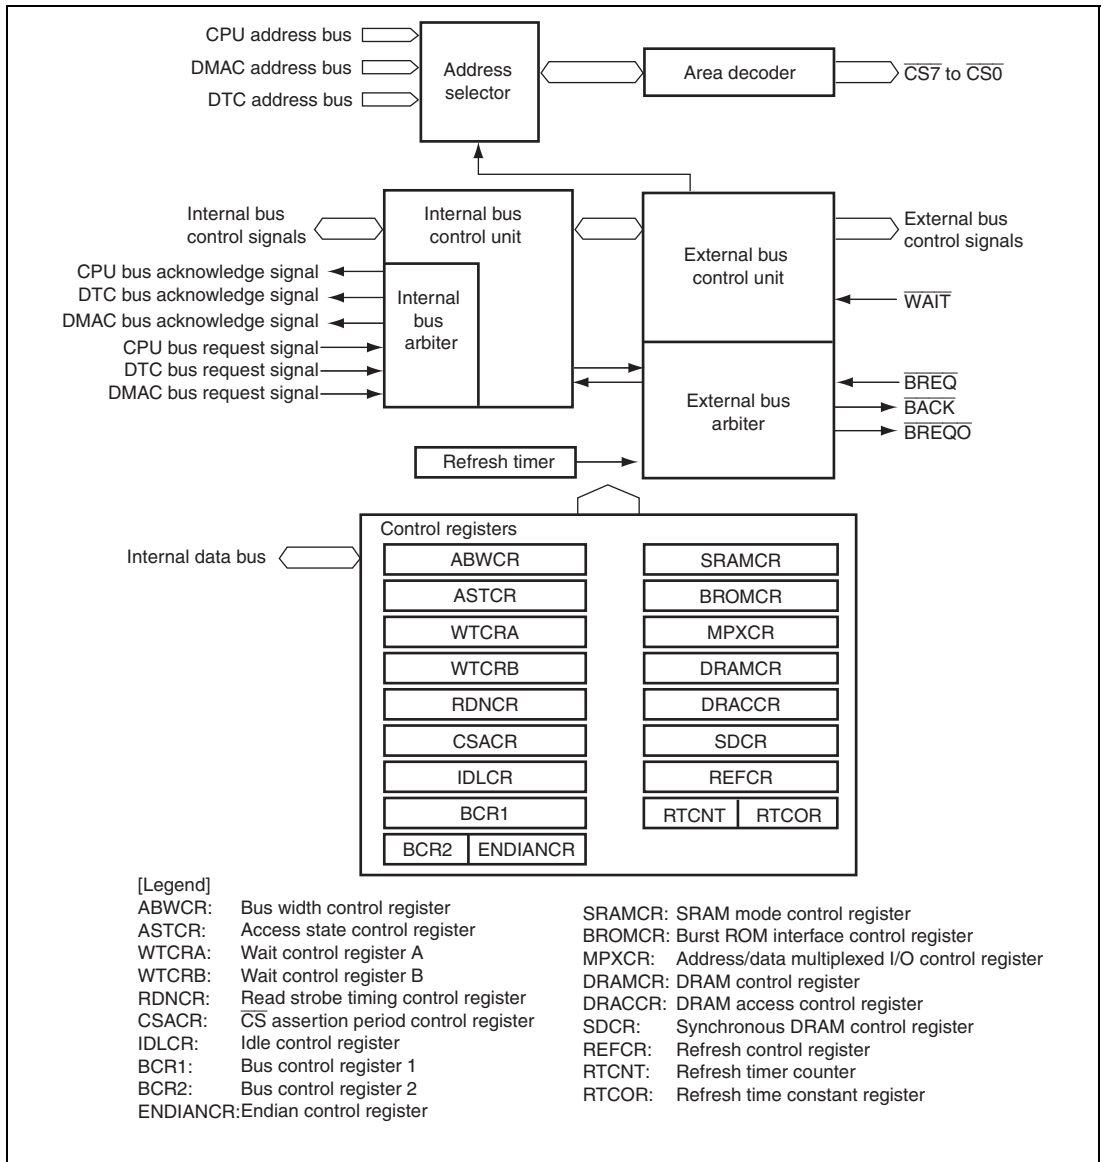 CPU address bus
DMAC address bus
DTC address bus
Address
selector
Area decoder
C̅S̅7̅ to C̅S̅0̅
Internal bus
control signals
Internal bus
control unit
External bus
control unit
External bus
control signals
CPU bus acknowledge signal
DTC bus acknowledge signal
DMAC bus acknowledge signal
CPU bus request signal
DTC bus request signal
DMAC bus request signal
Internal
bus
arbiter
W̅A̅I̅T̅
B̅R̅E̅Q̅
B̅A̅C̅K̅
B̅R̅E̅Q̅O̅
External bus
arbiter
Refresh timer
Internal data bus
Control registers
ABWCR
ASTCR
WTCRA
WTCRB
RDNCR
CSACR
IDLCR
BCR1
BCR2 ENDIANCR
SRAMCR
BROMCR
MPXCR
DRAMCR
DRACCR
SDCR
REFCR
RTCNT RTCOR
[Legend]
ABWCR: Bus width control register
ASTCR: Access state control register
WTCRA: Wait control register A
WTCRB: Wait control register B
RDNCR: Read strobe timing control register
CSACR: C̅S̅ assertion period control register
IDLCR: Idle control register
BCR1: Bus control register 1
BCR2: Bus control register 2
ENDIANCR: Endian control register
SRAMCR: SRAM mode control register
BROMCR: Burst ROM interface control register
MPXCR: Address/data multiplexed I/O control register
DRAMCR: DRAM control register
DRACCR: DRAM access control register
SDCR: Synchronous DRAM control register
REFCR: Refresh control register
RTCNT: Refresh timer counter
RTCOR: Refresh time constant register